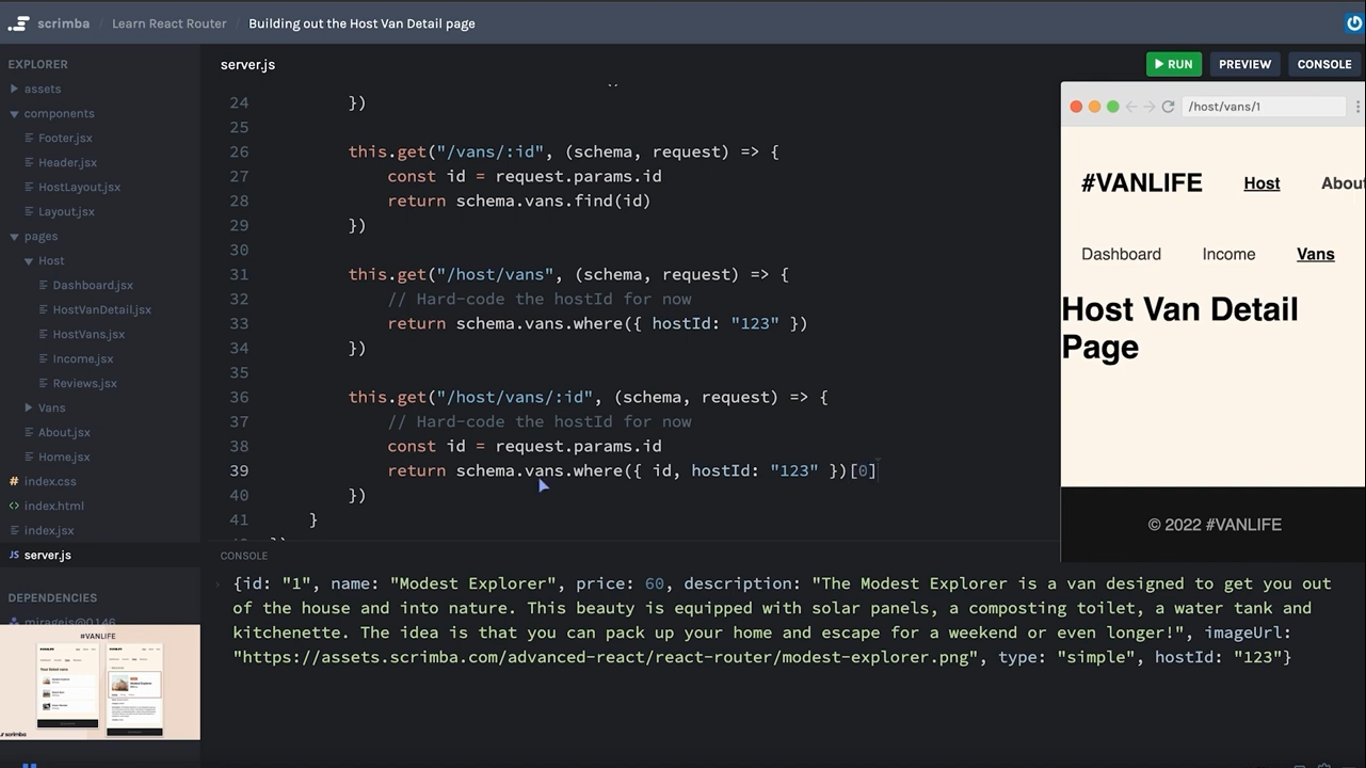 scrimba / Learn React Router / Building out the Host Van Detail page
EXPLORER
assets
components
Footer.jsx
Header.jsx
HostLayout.jsx
Layout.jsx
pages
Host
Dashboard.jsx
HostVanDetail.jsx
HostVans.jsx
Income.jsx
Reviews.jsx
Vans
About.jsx
Home.jsx
# index.css
<> index.html
index.jsx
JS server.js
DEPENDENCIES
miragejs@0.1.46
#VANLIFE
scrimba
server.js
RUN PREVIEW CONSOLE
24 })
25
26 this.get("/vans/:id", (schema, request) => {
27 const id = request.params.id
28 return schema.vans.find(id)
29 })
30
31 this.get("/host/vans", (schema, request) => {
32 // Hard-code the hostId for now
33 return schema.vans.where({ hostId: "123" })
34 })
35
36 this.get("/host/vans/:id", (schema, request) => {
37 // Hard-code the hostId for now
38 const id = request.params.id
39 return schema.vans.where({ id, hostId: "123" })[0]
40 })
41 }
/host/vans/1
#VANLIFE Host About
Dashboard Income Vans
Host Van Detail
Page
© 2022 #VANLIFE
CONSOLE
{id: "1", name: "Modest Explorer", price: 60, description: "The Modest Explorer is a van designed to get you out
of the house and into nature. This beauty is equipped with solar panels, a composting toilet, a water tank and
kitchenette. The idea is that you can pack up your home and escape for a weekend or even longer!", imageUrl:
"https://assets.scrimba.com/advanced-react/react-router/modest-explorer.png", type: "simple", hostId: "123"}